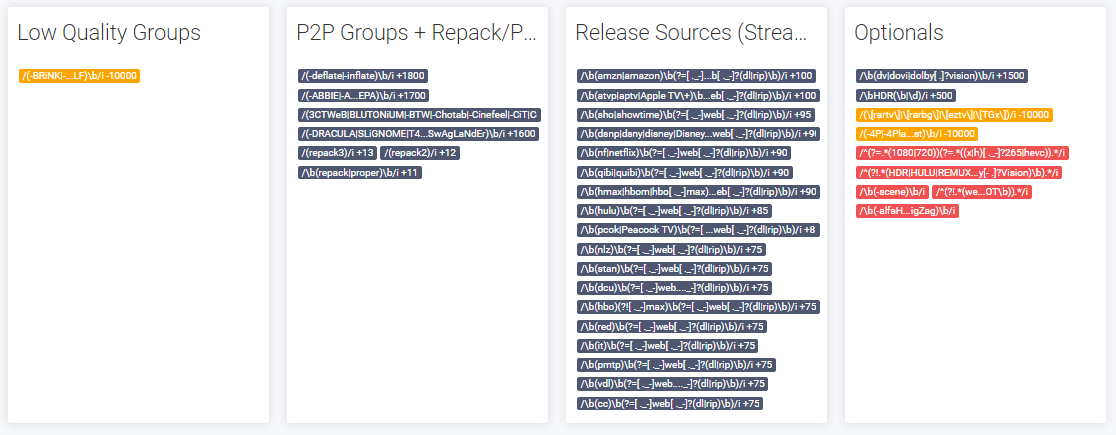 Low Quality Groups
/(-BRiNK|-...LF)\b/i -10000
P2P Groups + Repack/P...
/(-deflate|-inflate)\b/i +1800
/(-ABBIE|-A...EPA)\b/i +1700
/(3CTWeB|BLUTONiUM|-BTW|-Chotab|-Cinefeel|-CiT|C
/(-DRACULA|SLiGNOME|T4...SwAgLaNdEr)\b/i +1600
/(repack3)/i +13 /(repack2)/i +12
/\b(repack|proper)\b/i +11
Release Sources (Strea...
/\b(amzn|amazon)\b(?=[ ._-]...b[ ._-]?(dl|rip)\b)/i +100
/\b(atvp|aptv|Apple TV\+)\b...eb[ ._-]?(dl|rip)\b)/i +100
/\b(sho|showtime)\b(?=[ ._-]web[ ._-]?(dl|rip)\b)/i +95
/\b(dsnp|dsny|disney|Disney...web[ ._-]?(dl|rip)\b)/i +90
/\b(nf|netflix)\b(?=[ ._-]web[ ._-]?(dl|rip)\b)/i +90
/\b(qibi|quibi)\b(?=[ ._-]web[ ._-]?(dl|rip)\b)/i +90
/\b(hmax|hbom|hbo[ ._-]max)...eb[ ._-]?(dl|rip)\b)/i +90
/\b(hulu)\b(?=[ ._-]web[ ._-]?(dl|rip)\b)/i +85
/\b(pcok|Peacock TV)\b(?=[ ...web[ ._-]?(dl|rip)\b)/i +8
/\b(nlz)\b(?=[ ._-]web[ ._-]?(dl|rip)\b)/i +75
/\b(stan)\b(?=[ ._-]web[ ._-]?(dl|rip)\b)/i +75
/\b(dcu)\b(?=[ ._-]web...._-]?(dl|rip)\b)/i +75
/\b(hbo)(?![ ._-]max)\b(?=[ ._-]web[ ._-]?(dl|rip)\b)/i +75
/\b(red)\b(?=[ ._-]web[ ._-]?(dl|rip)\b)/i +75
/\b(it)\b(?=[ ._-]web[ ._-]?(dl|rip)\b)/i +75
/\b(pmtp)\b(?=[ ._-]web[ ._-]?(dl|rip)\b)/i +75
/\b(vdl)\b(?=[ ._-]web...._-]?(dl|rip)\b)/i +75
/\b(cc)\b(?=[ ._-]web[ ._-]?(dl|rip)\b)/i +75
Optionals
/\b(dv|dovi|dolby[ .]?vision)\b/i +1500
/\bHDR(\b|\d)/i +500
/(\[rartv\]|\[rarbg\]|\[eztv\]|\[TGx\])/i -10000
/(-4P|-4Pla...st)\b/i -10000
/^(?=.*(1080|720))(?=.*((x|h)[ ._-]?265|hevc)).*/i
/^(?!.*(HDR|HULU|REMUX...y[- .]?Vision)\b).*/i
/\b(-scene)\b/i /^(?!.*(we...OT\b)).*/i
/\b(-alfaH...igZag)\b/i